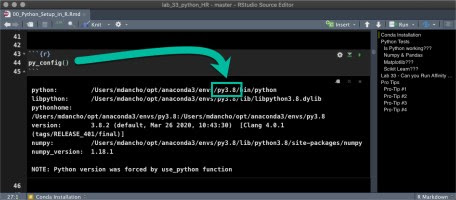 lab_53_python_HR - master - RStudio Source Editor
00_Python_Setup_in_R.Rmd
Insert
Run
41
42
43 ```{r}
44 py_config()
45 ```
python: /Users/mdancho/opt/anaconda3/envs/py3.8/bin/python
libpython: /Users/mdancho/opt/anaconda3/envs/py3.8/lib/libpython3.8.dylib
pythonhome:
/Users/mdancho/opt/anaconda3/envs/py3.8:/Users/mdancho/opt/anaconda3/envs/py3.8
version: 3.8.2 (default, Mar 26 2020, 10:43:30) [Clang 4.0.1
(tags/RELEASE_401/final)]
numpy: /Users/mdancho/opt/anaconda3/envs/py3.8/lib/python3.8/site-packages/numpy
numpy_version: 1.18.1
NOTE: Python version was forced by use_python function
46
27:1
Conda Installation
R Markdown
Conda Installation
Python Tests
Is Python working???
Numpy & Pandas
Matplotlib???
Scikit Learn???
Lab 33 - Can you Run Affinity
Pro Tips
Pro-Tip #1
Pro-Tip #2
Pro-Tip #3
Pro-Tip #4